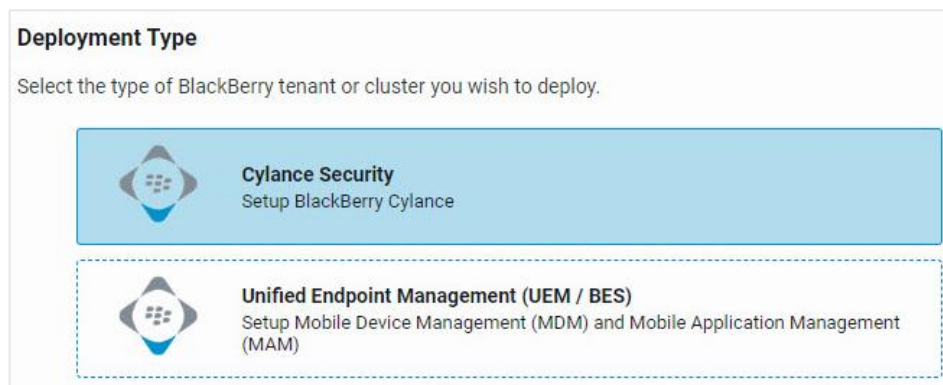 Deployment Type
Select the type of BlackBerry tenant or cluster you wish to deploy.
Cylance Security
Setup BlackBerry Cylance
Unified Endpoint Management (UEM / BES)
Setup Mobile Device Management (MDM) and Mobile Application Management
(MAM)